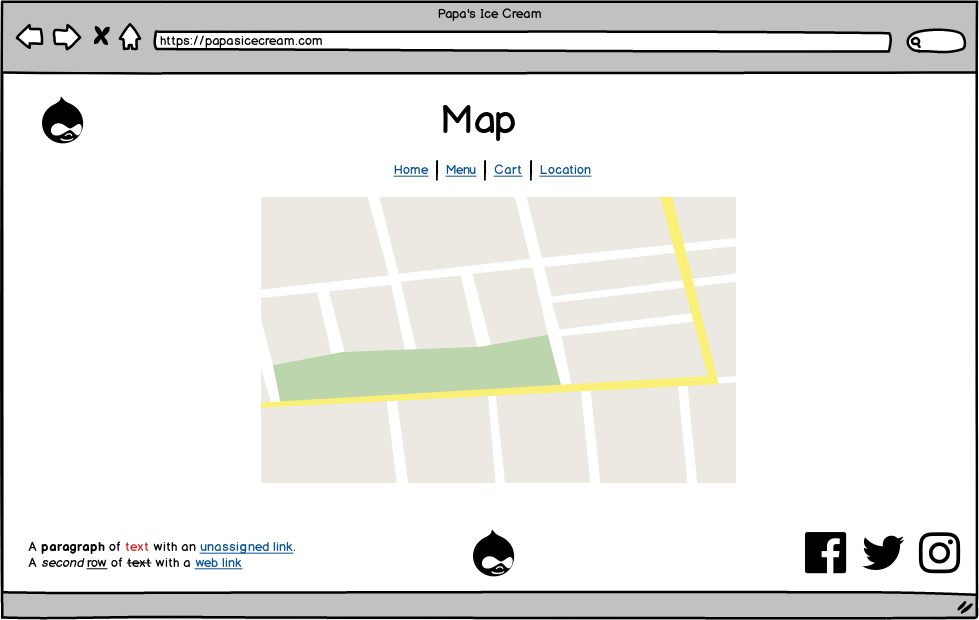 Papa's Ice Cream
https://papasicecream.com
Map
Home | Menu | Cart | Location
A paragraph of text with an unassigned link.
A second row of text with a web link